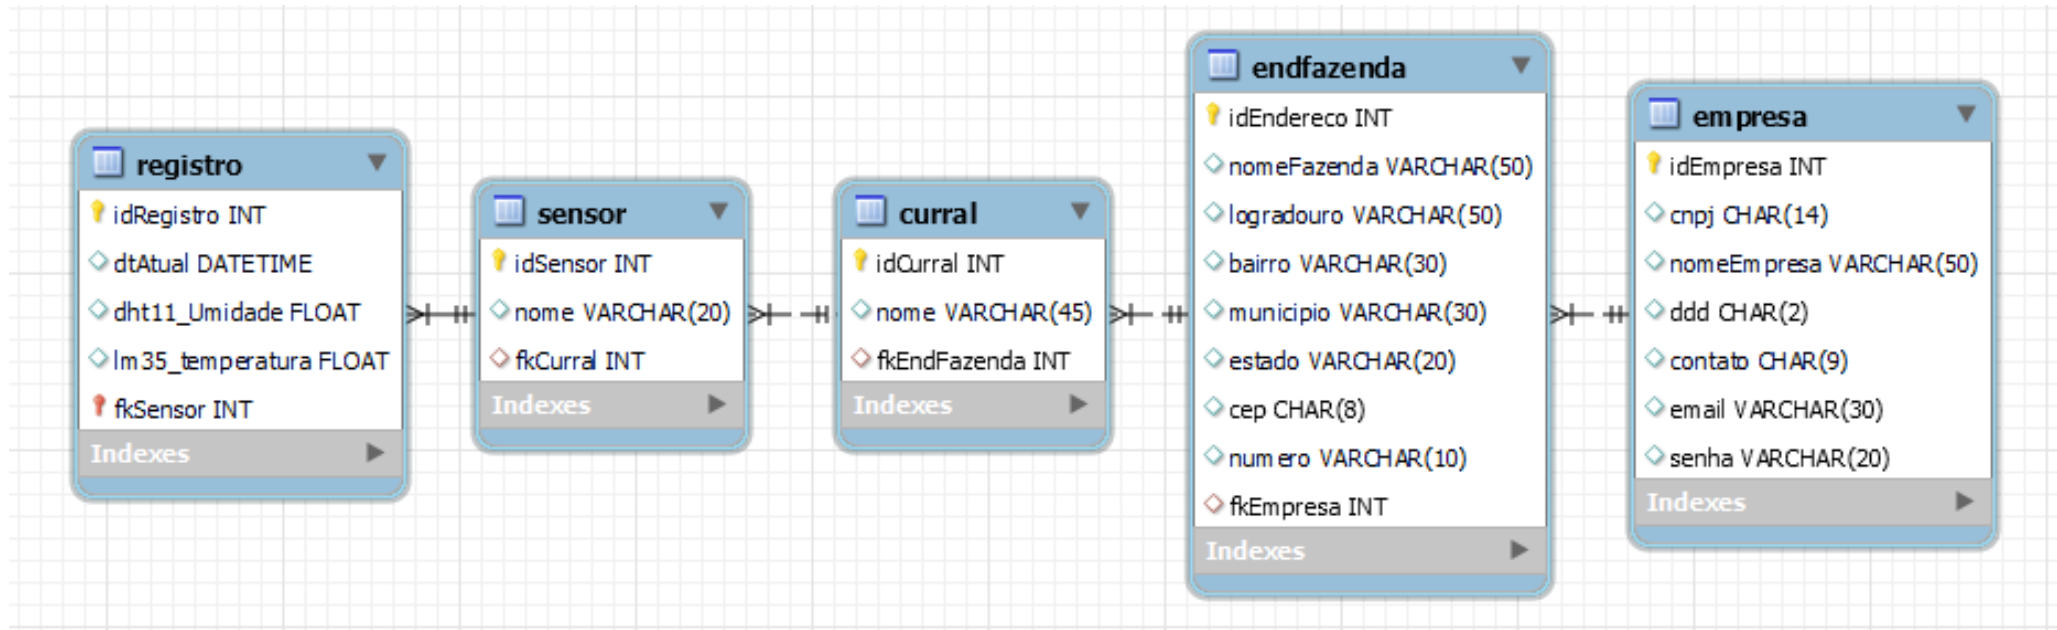 registro
idRegistro INT
dtAtual DATETIME
dht11_Umidade FLOAT
lm35_temperatura FLOAT
fkSensor INT
Indexes
sensor
idSensor INT
nome VARCHAR(20)
fkCurral INT
Indexes
curral
idCurral INT
nome VARCHAR(45)
fkEndFazenda INT
Indexes
endfazenda
idEndereco INT
nomeFazenda VARCHAR(50)
logradouro VARCHAR(50)
bairro VARCHAR(30)
municipio VARCHAR(30)
estado VARCHAR(20)
cep CHAR(8)
numero VARCHAR(10)
fkEmpresa INT
Indexes
empresa
idEmpresa INT
cnpj CHAR(14)
nomeEmpresa VARCHAR(50)
ddd CHAR(2)
contato CHAR(9)
email VARCHAR(30)
senha VARCHAR(20)
Indexes